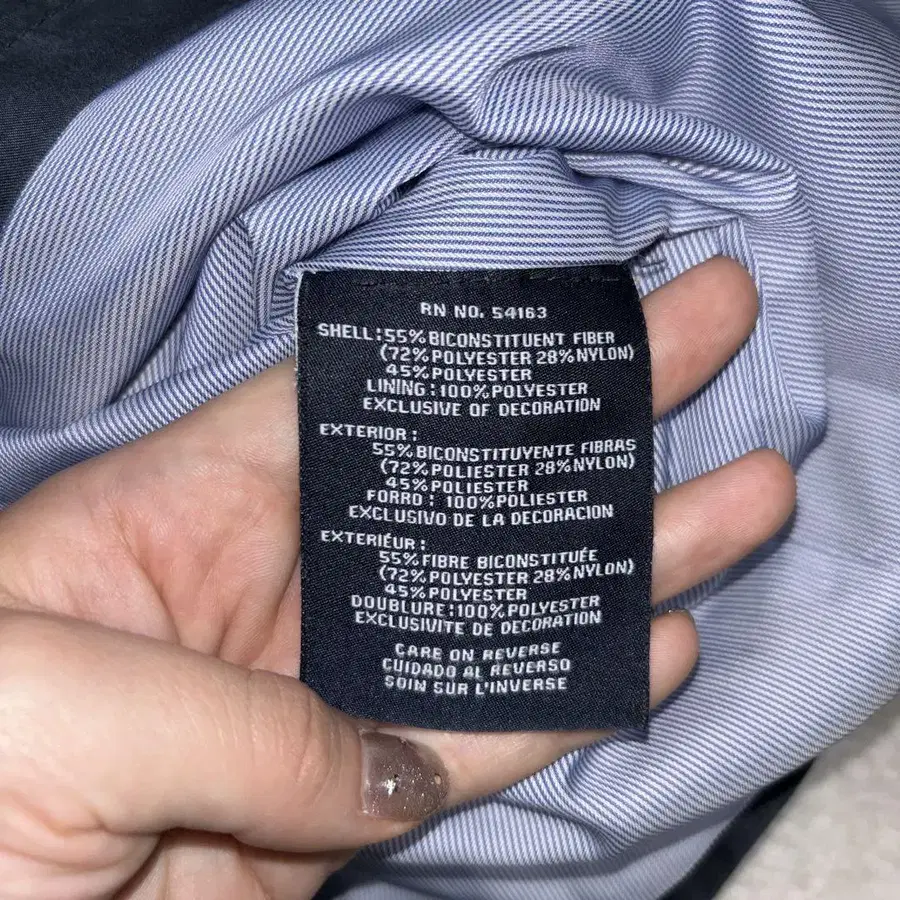 RN NO. 54163
SHELL:55%BICONSTITUENT FIBER
(72%POLYESTER 28%NYLON)
45%POLYESTER
LINING:100%POLYESTER
EXCLUSIVE OF DECORATION
EXTERIOR:
55%BICONSTITUYENTE FIBRAS
(72%POLIESTER 28%NYLON)
45%POLIESTER
FORRO: 100%POLIESTER
EXCLUSIVO DE LA DECORACION
EXTERIÉUR:
55%FIBRE BICONSTITUÉE
(72%POLYESTER 28%NYLON)
45%POLYESTER
DOUBLURE:100%POLYESTER
EXCLUSIVITE DE DECORATION
CARE ON REVERSE
CUIDADO AL REVERSO
SOIN SUR L'INVERSE